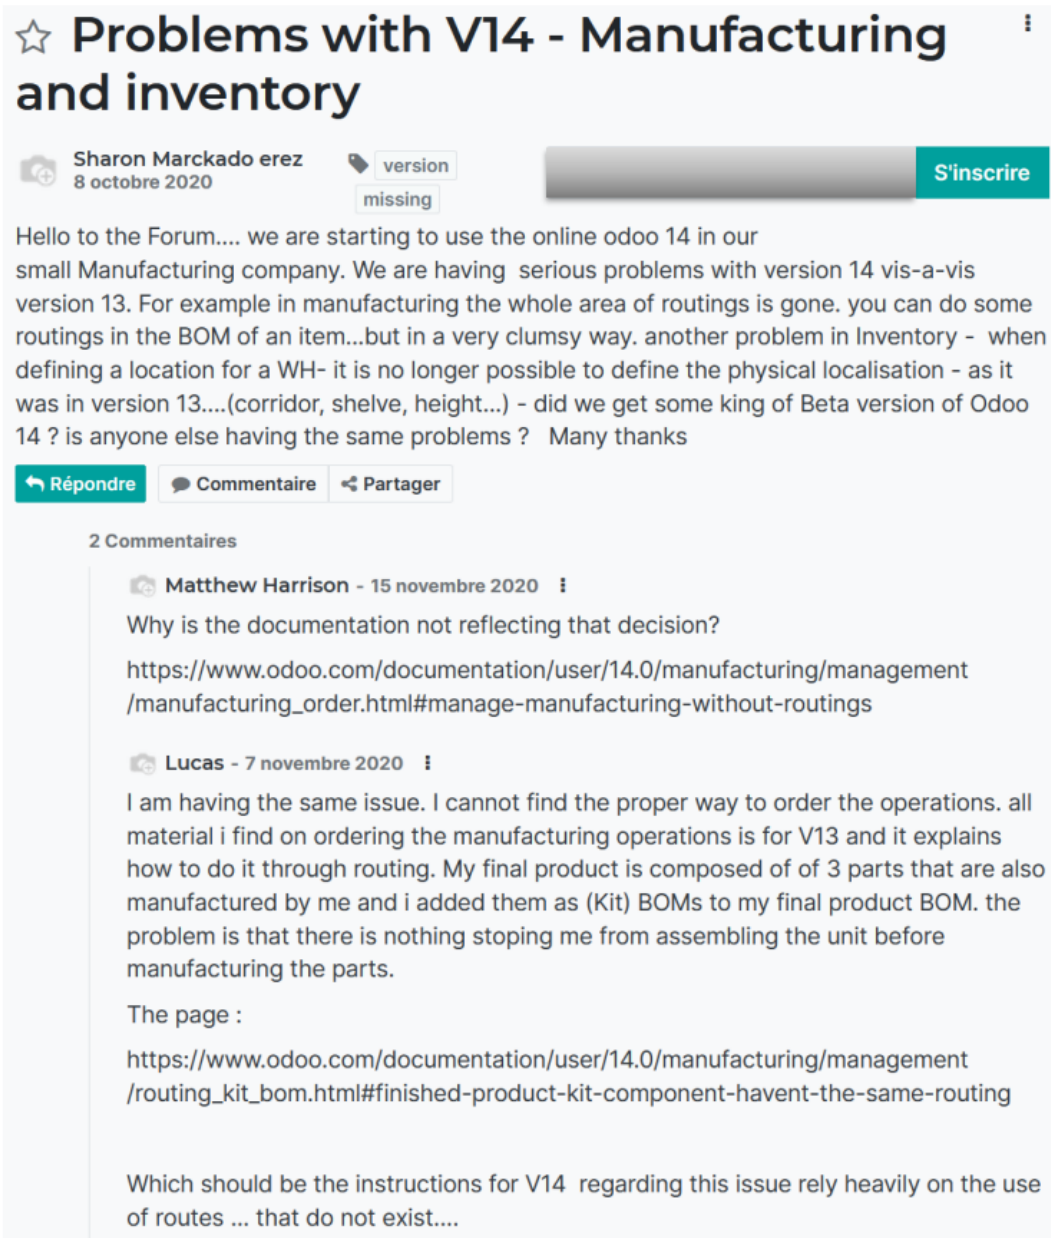 Problems with V14 - Manufacturing
and inventory
Sharon Marckado erez
8 octobre 2020
version
missing
S'inscrire
Hello to the Forum.... we are starting to use the online odoo 14 in our
small Manufacturing company. We are having  serious problems with version 14 vis-a-vis
version 13. For example in manufacturing the whole area of routings is gone. you can do some
routings in the BOM of an item...but in a very clumsy way. another problem in Inventory -  when
defining a location for a WH- it is no longer possible to define the physical localisation - as it
was in version 13....(corridor, shelve, height...) - did we get some king of Beta version of Odoo
14 ? is anyone else having the same problems ?   Many thanks
Répondre
Commentaire
Partager
2 Commentaires
Matthew Harrison - 15 novembre 2020
Why is the documentation not reflecting that decision?
https://www.odoo.com/documentation/user/14.0/manufacturing/management
/manufacturing_order.html#manage-manufacturing-without-routings
Lucas - 7 novembre 2020
I am having the same issue. I cannot find the proper way to order the operations. all
material i find on ordering the manufacturing operations is for V13 and it explains
how to do it through routing. My final product is composed of of 3 parts that are also
manufactured by me and i added them as (Kit) BOMs to my final product BOM. the
problem is that there is nothing stoping me from assembling the unit before
manufacturing the parts.
The page :
https://www.odoo.com/documentation/user/14.0/manufacturing/management
/routing_kit_bom.html#finished-product-kit-component-havent-the-same-routing
Which should be the instructions for V14  regarding this issue rely heavily on the use
of routes ... that do not exist....